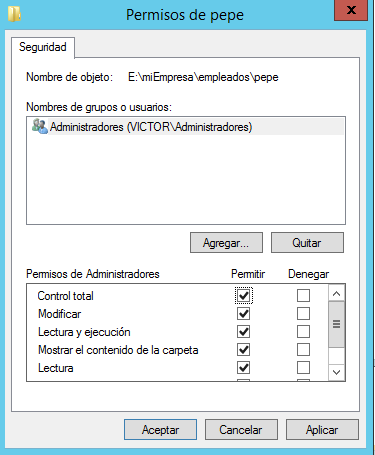 Permisos de pepe
x
Seguridad
Nombre de objeto: E:\miEmpresa\empleados\pepe
Nombres de grupos o usuarios:
Administradores (VICTOR\Administradores)
Agregar... Quitar
Permisos de Administradores Permitir Denegar
Control total
Modificar
Lectura y ejecución
Mostrar el contenido de la carpeta
Lectura
Aceptar Cancelar Aplicar